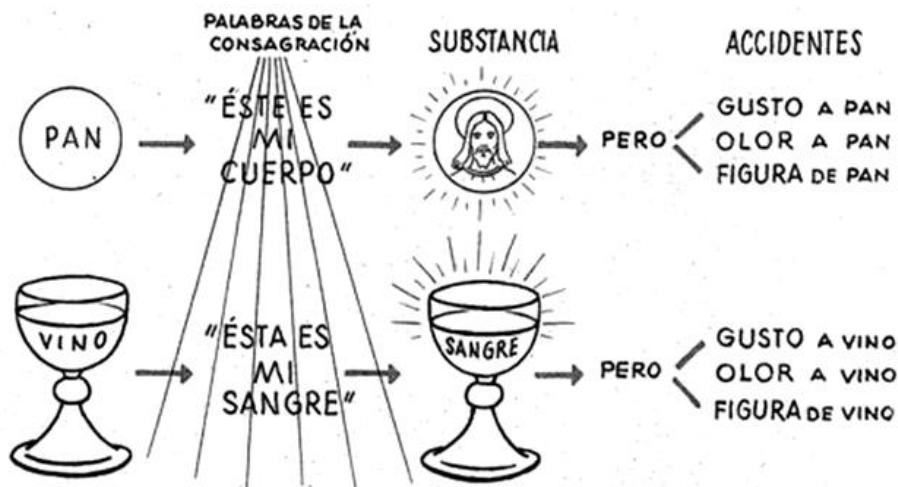 PALABRAS DE LA
CONSAGRACIÓN
SUBSTANCIA
ACCIDENTES
PAN
"ÉSTE ES
MI
CUERPO"
PERO
GUSTO A PAN
OLOR A PAN
FIGURA DE PAN
VINO
"ÉSTA ES
MI
SANGRE"
SANGRE
PERO
GUSTO A VINO
OLOR A VINO
FIGURA DE VINO